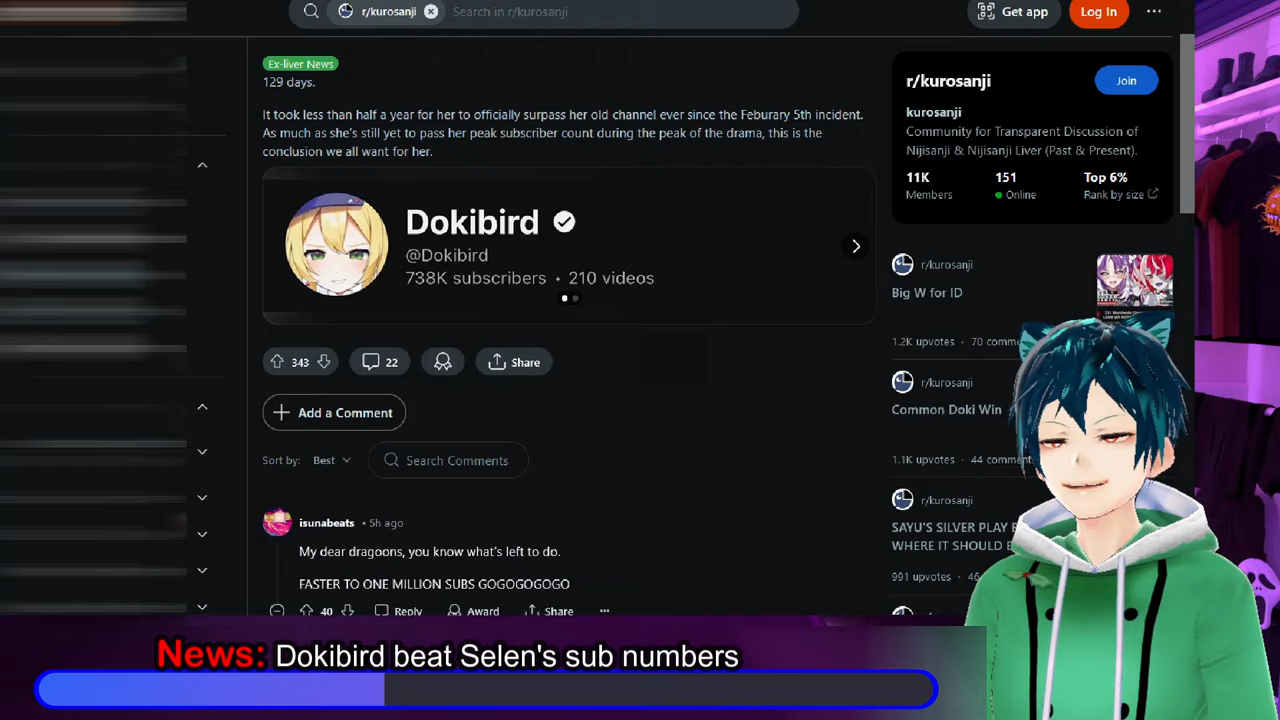 r/kurosanji
Search in r/kurosanji
Get app
Log In
Ex-liver News
129 days.
It took less than half a year for her to officially surpass her old channel ever since the Feburary 5th incident.
As much as she's still yet to pass her peak subscriber count during the peak of the drama, this is the
conclusion we all want for her.
Dokibird
@Dokibird
738K subscribers • 210 videos
343
22
Share
Add a Comment
Sort by: Best
Search Comments
isunabeats • 5h ago
My dear dragoons, you know what's left to do.
FASTER TO ONE MILLION SUBS GOGOGOGOGO
40
Reply
Award
Share
r/kurosanji
Join
kurosanji
Community for Transparent Discussion of
Nijisanji & Nijisanji Liver (Past & Present).
11K
151
Top 6%
Members
Online
Rank by size
r/kurosanji
Big W for ID
1.2K upvotes • 70
r/kurosanji
Common Doki Win
1.1K upvotes • 44
r/kurosanji
SAYU'S SILVER PLAY
WHERE IT SHOULD
991 upvotes • 46
News: Dokibird beat Selen's sub numbers